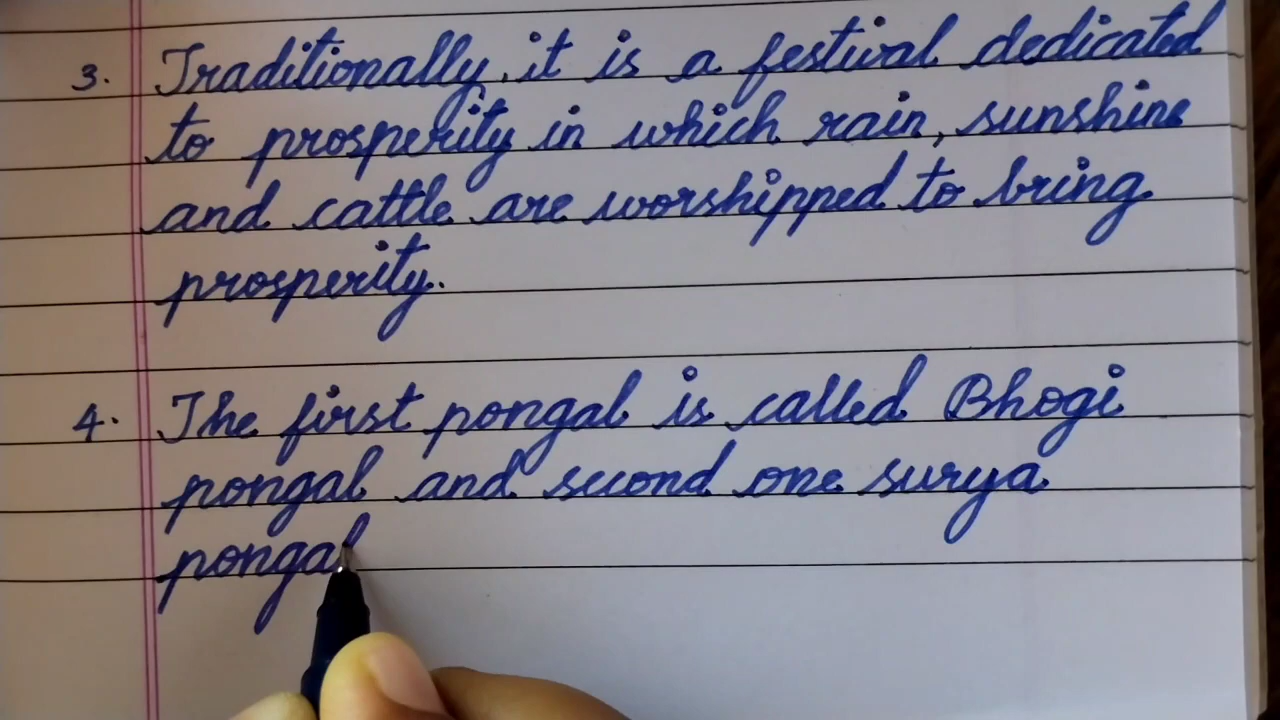 3. Traditionally, it is a festival dedicated
to prosperity in which rain, sunshine
and cattle are worshipped to bring
prosperity.
4. The first pongal is called Bhogi
pongal and second one surya
pongal